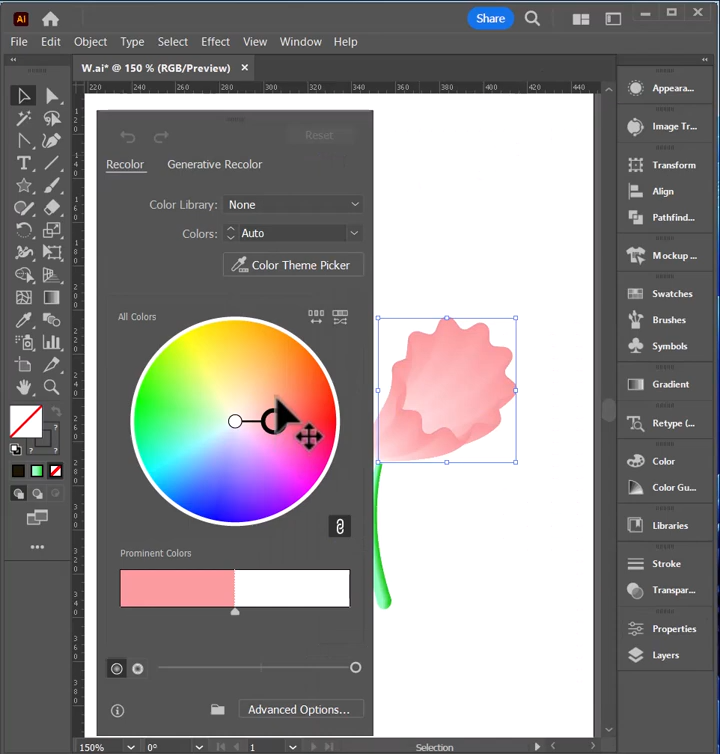 Ai
Share
File Edit Object Type Select Effect View Window Help
W.ai* @ 150 % (RGB/Preview) ×
220 240 260 280 300 320 340 360 380 400 420 440
Reset
Recolor Generative Recolor
Color Library: None
Colors: Auto
Color Theme Picker
All Colors
Prominent Colors
Advanced Options...
Appeara...
Image Tr...
Transform
Align
Pathfind...
Mockup ...
Swatches
Brushes
Symbols
Gradient
Retype (...
Color
Color Gu...
Libraries
Stroke
Transpar...
Properties
Layers
150% 0° 1 Selection